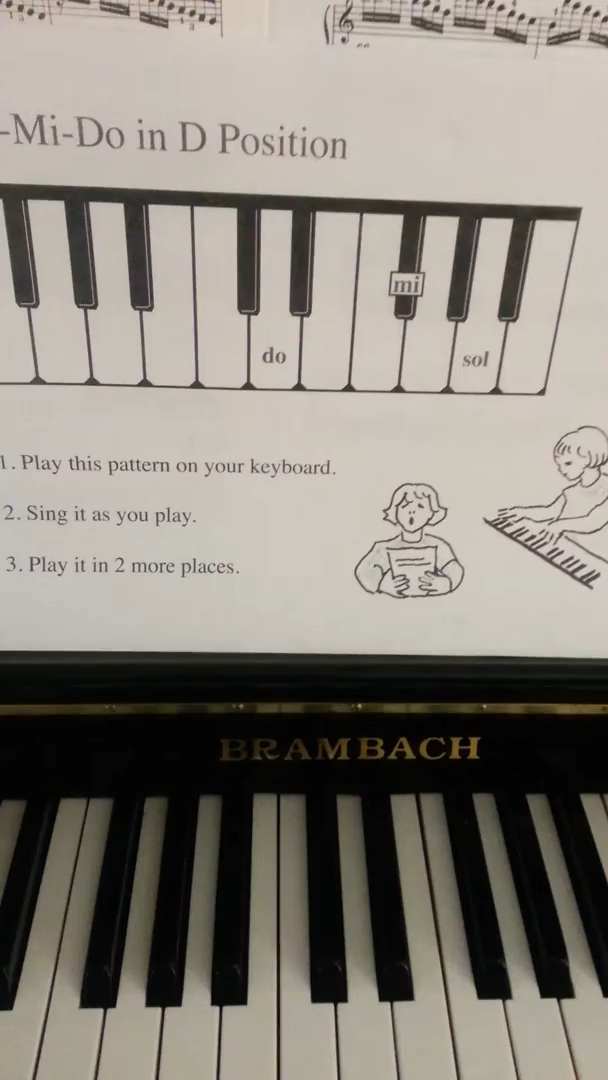 -Mi-Do in D Position
mi
do
sol
1. Play this pattern on your keyboard.
2. Sing it as you play.
3. Play it in 2 more places.
BRAMBACH